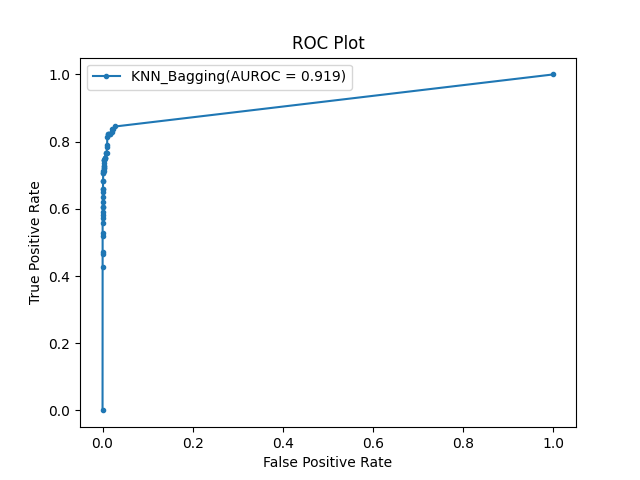 ROC Plot
KNN_Bagging(AUROC = 0.919)
1.0
0.8
0.6
0.4
0.2
0.0
True Positive Rate
0.0 0.2 0.4 0.6 0.8 1.0
False Positive Rate